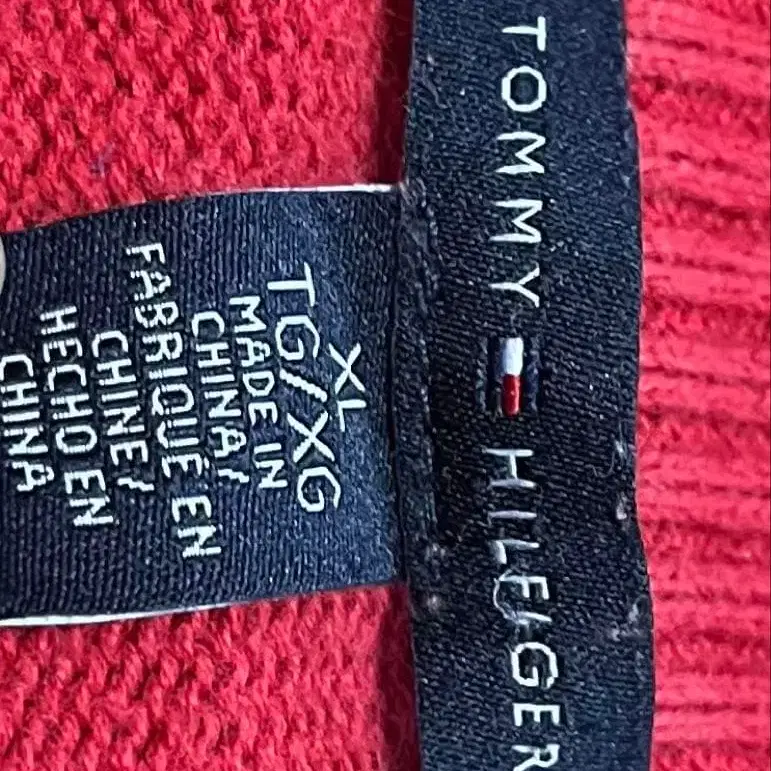 TOMMY HILFIGER
XL
TG/XG
MADE IN
CHINA/
FABRIQUÉ EN
CHINE/
HECHO EN
CHINA